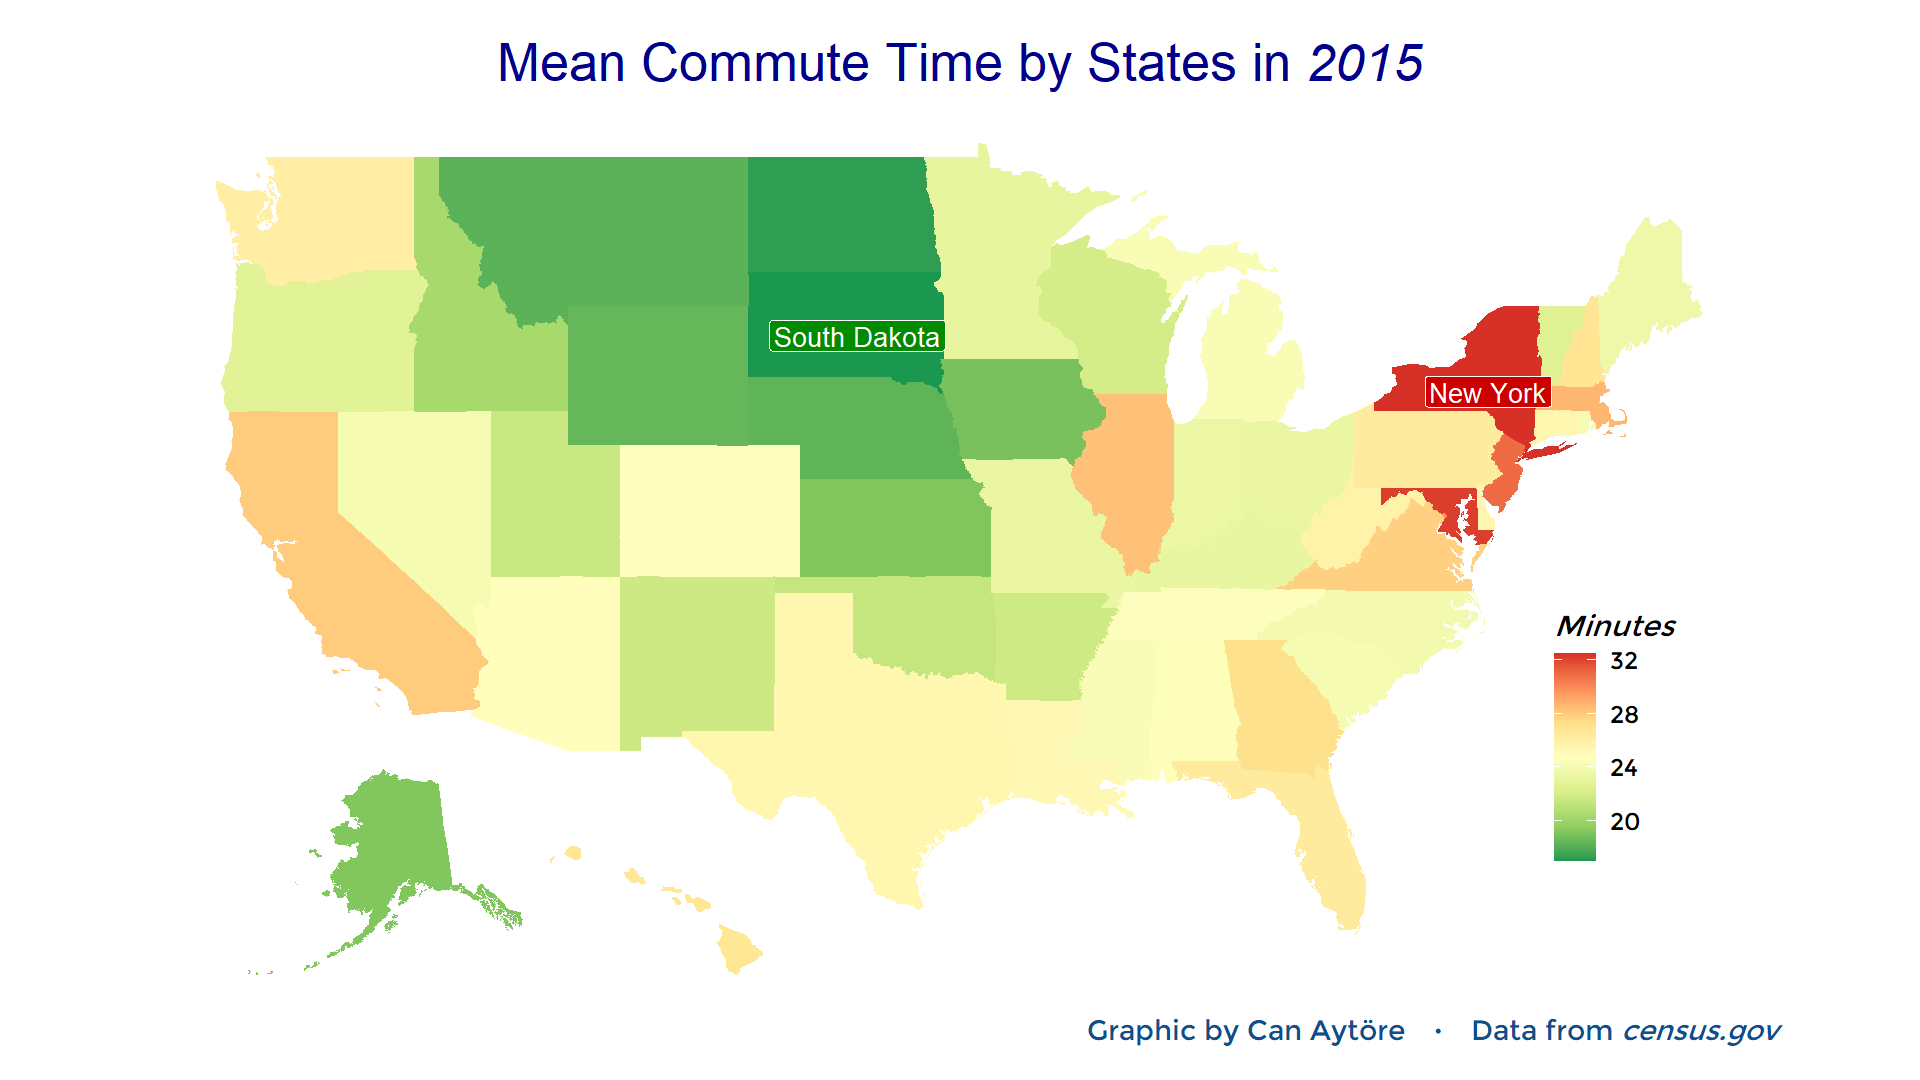 Mean Commute Time by States in 2015
South Dakota
New York
Minutes
32
28
24
20
Graphic by Can Aytöre • Data from census.gov